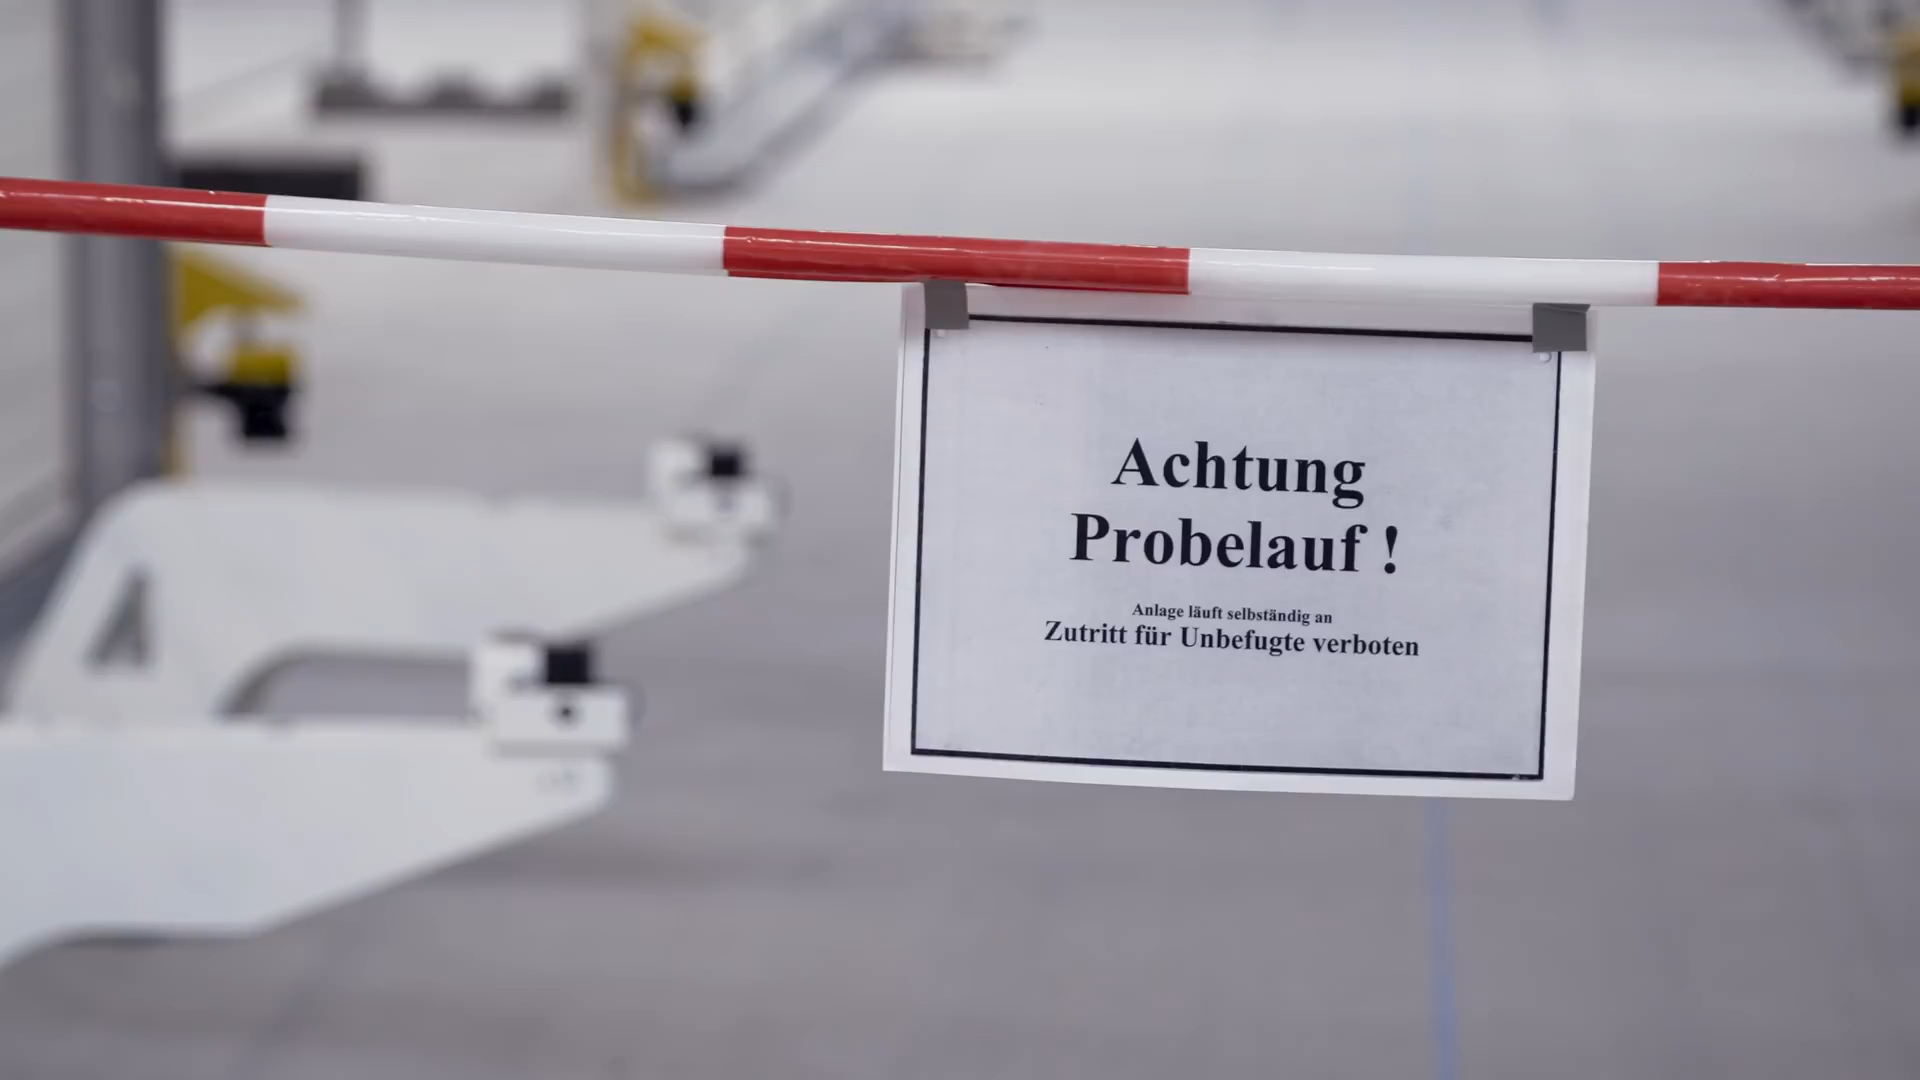 Achtung
Probelauf !
Anlage läuft selbständig an
Zutritt für Unbefugte verboten